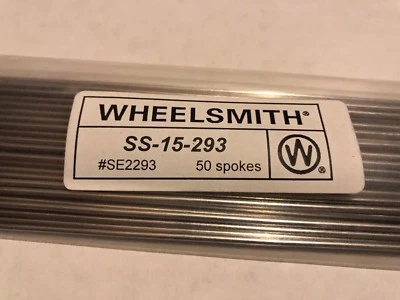 WHEELSMITH®
SS-15-293
#SE2293 50 spokes
W